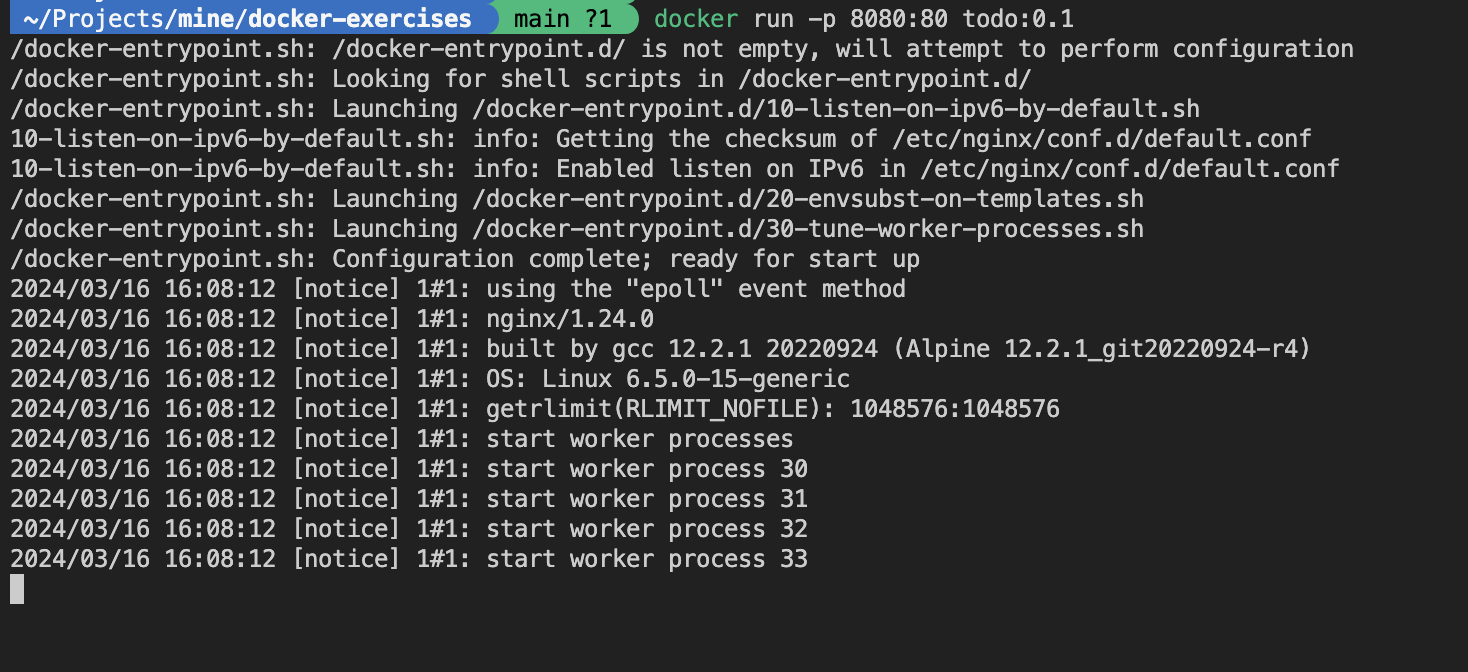 ~/Projects/mine/docker-exercises main ?1 docker run -p 8080:80 todo:0.1
/docker-entrypoint.sh: /docker-entrypoint.d/ is not empty, will attempt to perform configuration
/docker-entrypoint.sh: Looking for shell scripts in /docker-entrypoint.d/
/docker-entrypoint.sh: Launching /docker-entrypoint.d/10-listen-on-ipv6-by-default.sh
10-listen-on-ipv6-by-default.sh: info: Getting the checksum of /etc/nginx/conf.d/default.conf
10-listen-on-ipv6-by-default.sh: info: Enabled listen on IPv6 in /etc/nginx/conf.d/default.conf
/docker-entrypoint.sh: Launching /docker-entrypoint.d/20-envsubst-on-templates.sh
/docker-entrypoint.sh: Launching /docker-entrypoint.d/30-tune-worker-processes.sh
/docker-entrypoint.sh: Configuration complete; ready for start up
2024/03/16 16:08:12 [notice] 1#1: using the "epoll" event method
2024/03/16 16:08:12 [notice] 1#1: nginx/1.24.0
2024/03/16 16:08:12 [notice] 1#1: built by gcc 12.2.1 20220924 (Alpine 12.2.1_git20220924-r4)
2024/03/16 16:08:12 [notice] 1#1: OS: Linux 6.5.0-15-generic
2024/03/16 16:08:12 [notice] 1#1: getrlimit(RLIMIT_NOFILE): 1048576:1048576
2024/03/16 16:08:12 [notice] 1#1: start worker processes
2024/03/16 16:08:12 [notice] 1#1: start worker process 30
2024/03/16 16:08:12 [notice] 1#1: start worker process 31
2024/03/16 16:08:12 [notice] 1#1: start worker process 32
2024/03/16 16:08:12 [notice] 1#1: start worker process 33